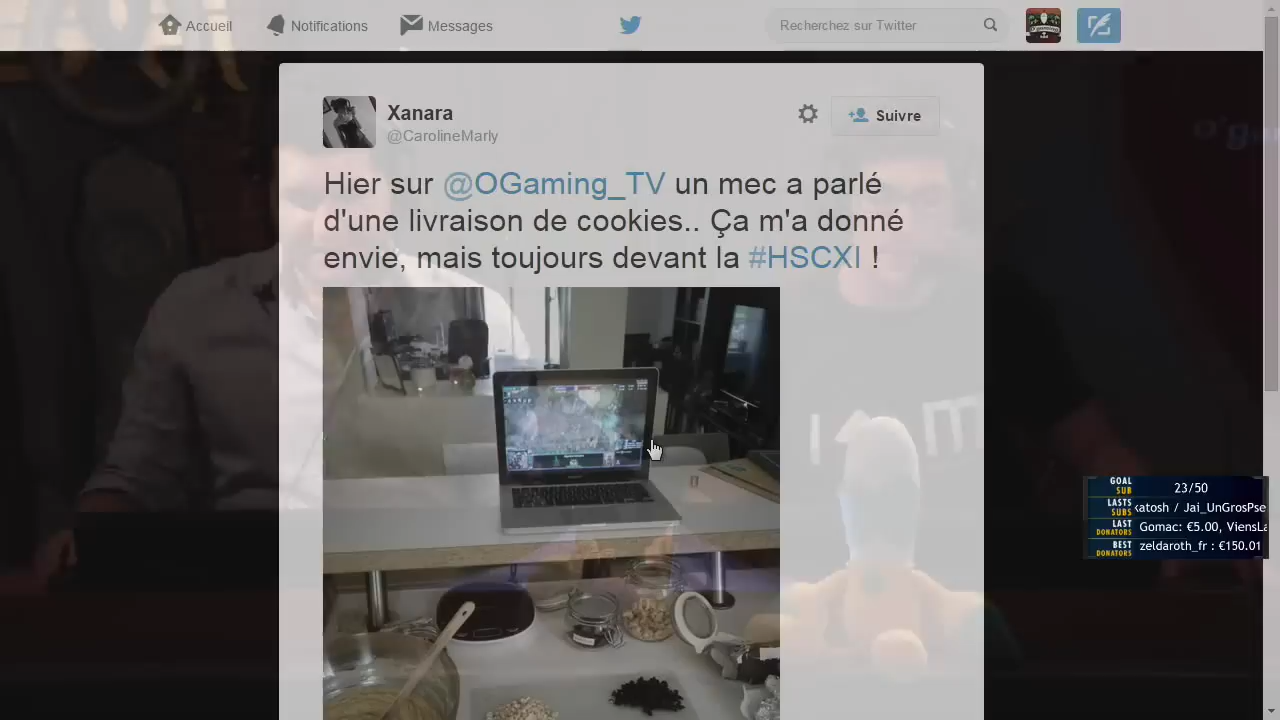 Accueil
Notifications
Messages
Recherchez sur Twitter
Xanara
@CarolineMarly
Suivre
Hier sur @OGaming_TV un mec a parlé
d'une livraison de cookies.. Ça m'a donné
envie, mais toujours devant la #HSCXI !
GOAL SUB 23/50
LASTS SUBS katosh / Jai_UnGrosPse
LAST DONATORS Gomac: €5.00, ViensLa
BEST DONATORS zeldaroth_fr : €150.01